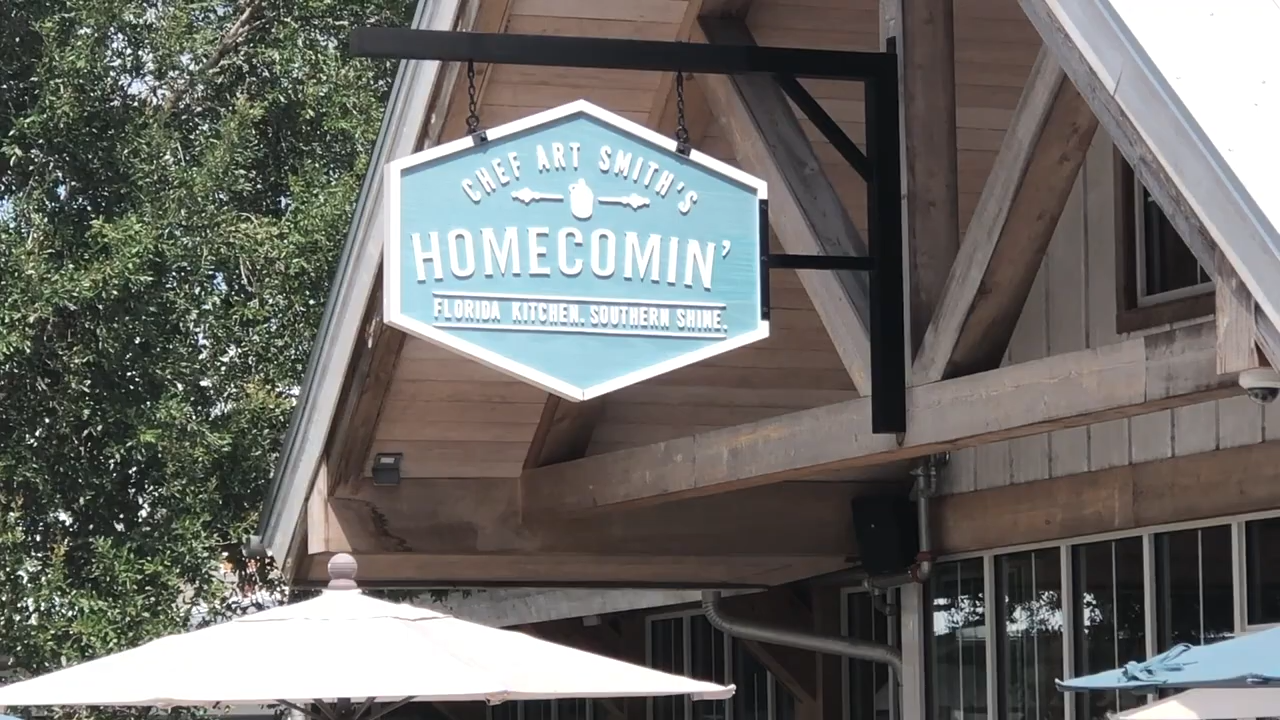 CHEF ART SMITH'S
HOMECOMIN'
FLORIDA KITCHEN. SOUTHERN SHINE.